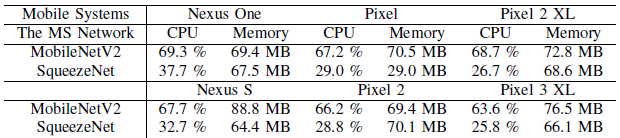 Mobile Systems Nexus One Pixel Pixel 2 XL
The MS Network CPU Memory CPU Memory CPU Memory
MobileNetV2 69.3 % 69.4 MB 67.2 % 70.5 MB 68.7 % 72.8 MB
SqueezeNet 37.7 % 67.5 MB 29.0 % 29.0 MB 26.7 % 68.6 MB
Nexus S Pixel 2 Pixel 3 XL
MobileNetV2 67.7 % 88.8 MB 66.2 % 69.4 MB 63.6 % 76.5 MB
SqueezeNet 32.7 % 64.4 MB 28.8 % 70.1 MB 25.8 % 66.1 MB